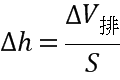 Δh = ΔV排 / S